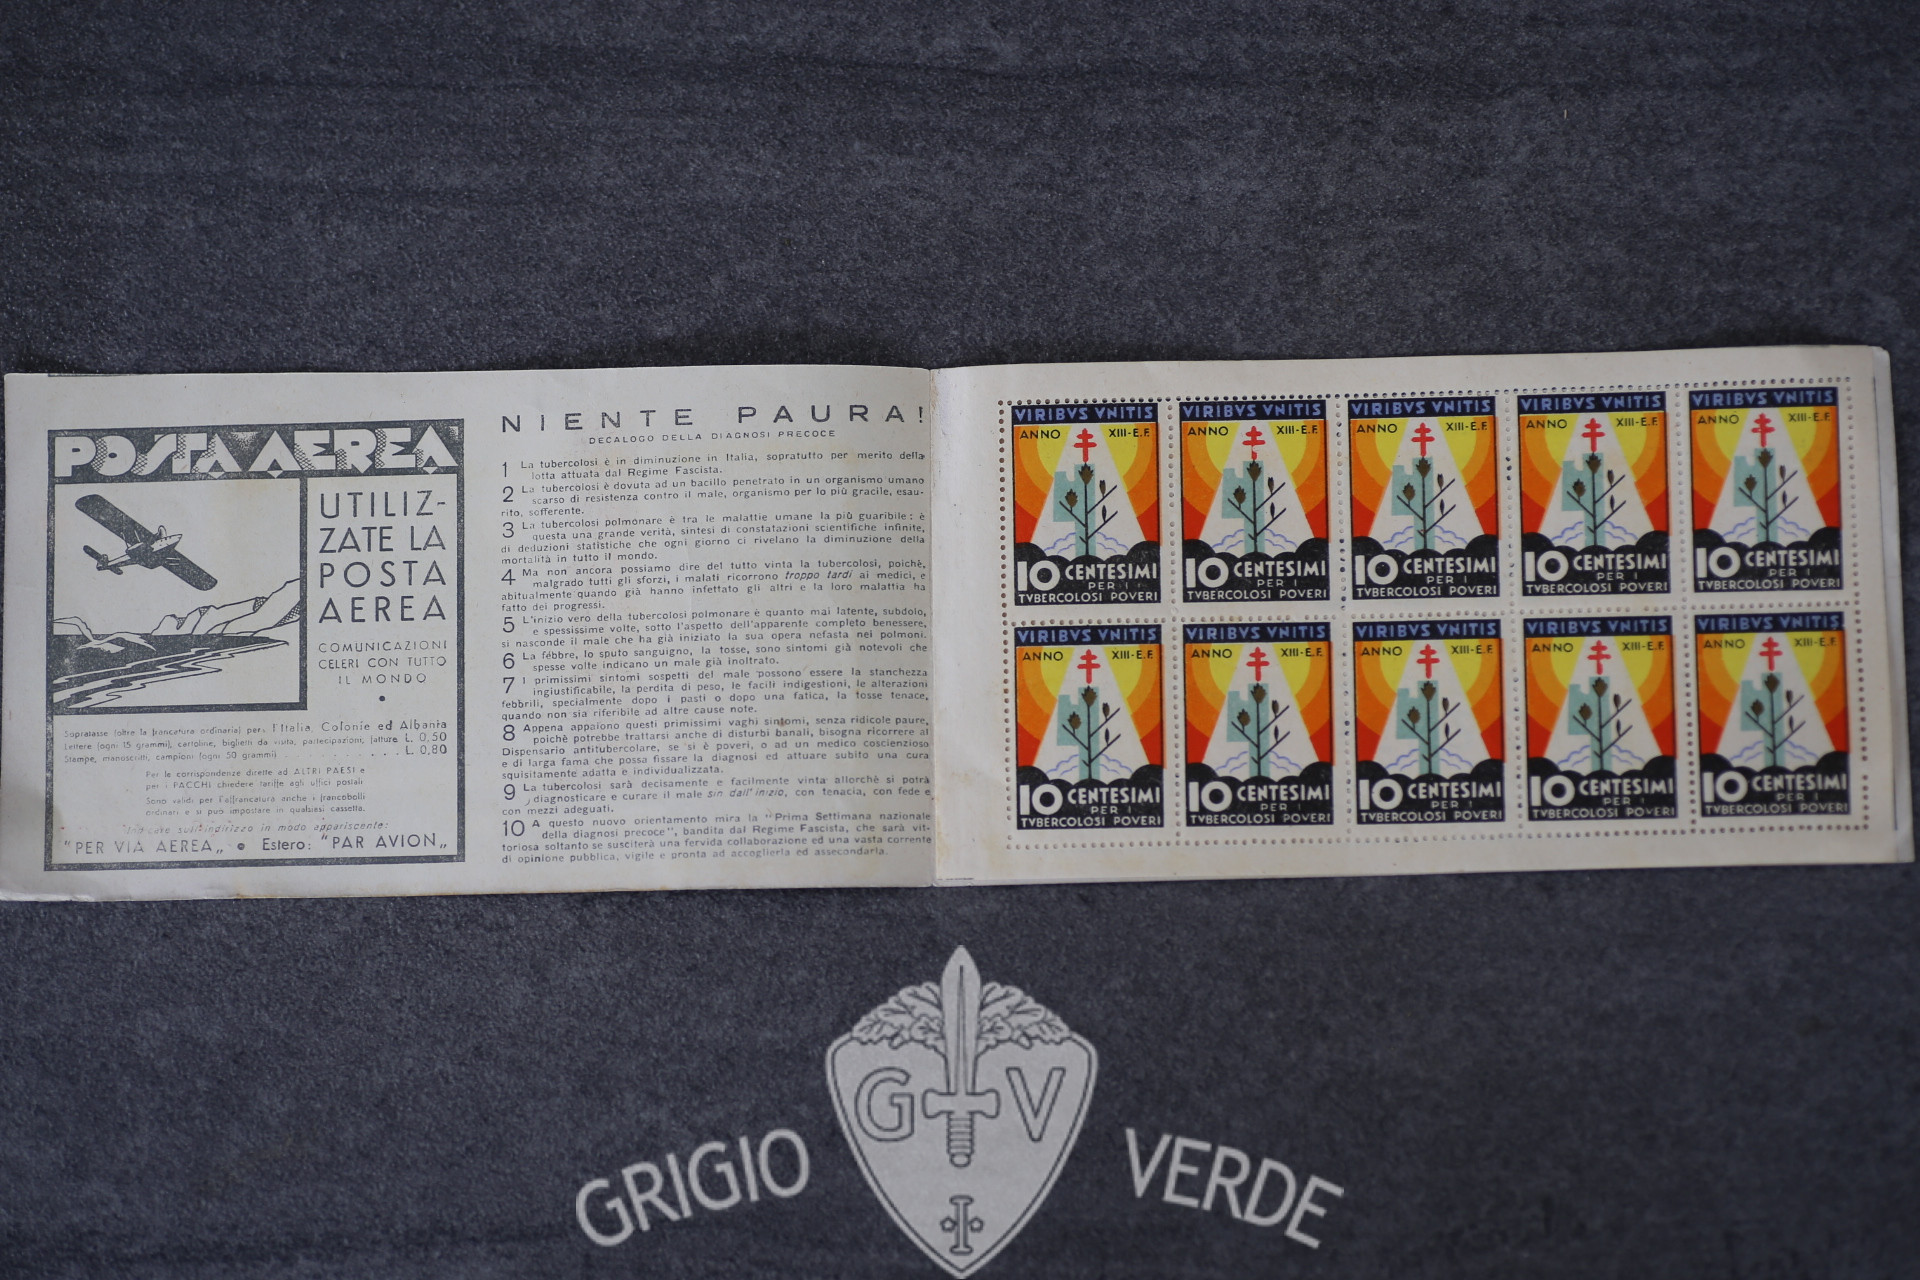 POSTA AEREA
UTILIZ-
ZATE LA
POSTA
AEREA
COMUNICAZIONI
CELERI CON TUTTO
IL MONDO
Sopratasse (oltre la francatura ordinaria) per: l'Italia, Colonie ed Albania
Lettere (ogni 15 grammi), cartoline, biglietti da visita, partecipazioni, fatture L. 0,50
Stampe, manoscritti, campioni (ogni 50 grammi) . . . L. 0,80
Per le corrispondenze dirette ad ALTRI PAESI e
per i PACCHI chiedere tariffe agli uffici postali
Sono validi per l'affrancatura anche i francobolli
ordinari e si può impostare in qualsiasi cassetta.
sull'indirizzo in modo appariscente:
"PER VIA AEREA„ • Estero: "PAR AVION„
NIENTE PAURA!
DECALOGO DELLA DIAGNOSI PRECOCE
1 La tubercolosi è in diminuzione in Italia, sopratutto per merito della
lotta attuata dal Regime Fascista.
2 La tubercolosi è dovuta ad un bacillo penetrato in un organismo umano
scarso di resistenza contro il male, organismo per lo più gracile, esau-
rito, sofferente.
3 La tubercolosi polmonare è tra le malattie umane la più guaribile: è
questa una grande verità, sintesi di constatazioni scientifiche infinite,
di deduzioni statistiche che ogni giorno ci rivelano la diminuzione della
mortalità in tutto il mondo.
4 Ma non ancora possiamo dire del tutto vinta la tubercolosi, poichè,
malgrado tutti gli sforzi, i malati ricorrono troppo tardi ai medici, e
abitualmente quando già hanno infettato gli altri e la loro malattia ha
fatto dei progressi.
5 L'inizio vero della tubercolosi polmonare è quanto mai latente, subdolo,
e spessissime volte, sotto l'aspetto dell'apparente completo benessere,
si nasconde il male che ha già iniziato la sua opera nefasta nei polmoni.
6 La febbre, lo sputo sanguigno, la tosse, sono sintomi già notevoli che
spesse volte indicano un male già inoltrato.
7 I primissimi sintomi sospetti del male possono essere la stanchezza
ingiustificabile, la perdita di peso, le facili indigestioni, le alterazioni
febbrili, specialmente dopo i pasti o dopo una fatica, la tosse tenace,
quando non sia riferibile ad altre cause note.
8 Appena appaiono questi primissimi vaghi sintomi, senza ridicole paure,
poichè potrebbe trattarsi anche di disturbi banali, bisogna ricorrere al
Dispensario antitubercolare, se si è poveri, o ad un medico coscienzioso
e di larga fama che possa fissare la diagnosi ed attuare subito una cura
squisitamente adatta e individualizzata.
9 La tubercolosi sarà decisamente e facilmente vinta allorchè si potrà
diagnosticare e curare il male sin dall'inizio, con tenacia, con fede e
con mezzi adeguati.
10 A questo nuovo orientamento mira la "Prima Settimana nazionale
della diagnosi precoce", bandita dal Regime Fascista, che sarà vit-
toriosa soltanto se susciterà una fervida collaborazione ed una vasta corrente
di opinione pubblica, vigile e pronta ad accoglierla ed assecondarla.
VIRIBVS VNITIS VIRIBVS VNITIS VIRIBVS VNITIS VIRIBVS VNITIS VIRIBVS VNITIS
ANNO XIII-E.F. ANNO XIII-E.F. ANNO XIII-E.F. ANNO XIII-E.F. ANNO XIII-E.F.
10 CENTESIMI 10 CENTESIMI 10 CENTESIMI 10 CENTESIMI 10 CENTESIMI
PER I PER I PER I PER I PER I
TVBERCOLOSI POVERI TVBERCOLOSI POVERI TVBERCOLOSI POVERI TVBERCOLOSI POVERI TVBERCOLOSI POVERI
VIRIBVS VNITIS VIRIBVS VNITIS VIRIBVS VNITIS VIRIBVS VNITIS VIRIBVS VNITIS
ANNO XIII-E.F. ANNO XIII-E.F. ANNO XIII-E.F. ANNO XIII-E.F. ANNO XIII-E.F.
10 CENTESIMI 10 CENTESIMI 10 CENTESIMI 10 CENTESIMI 10 CENTESIMI
PER I PER I PER I PER I PER I
TVBERCOLOSI POVERI TVBERCOLOSI POVERI TVBERCOLOSI POVERI TVBERCOLOSI POVERI TVBERCOLOSI POVERI
G V
GRIGIO VERDE